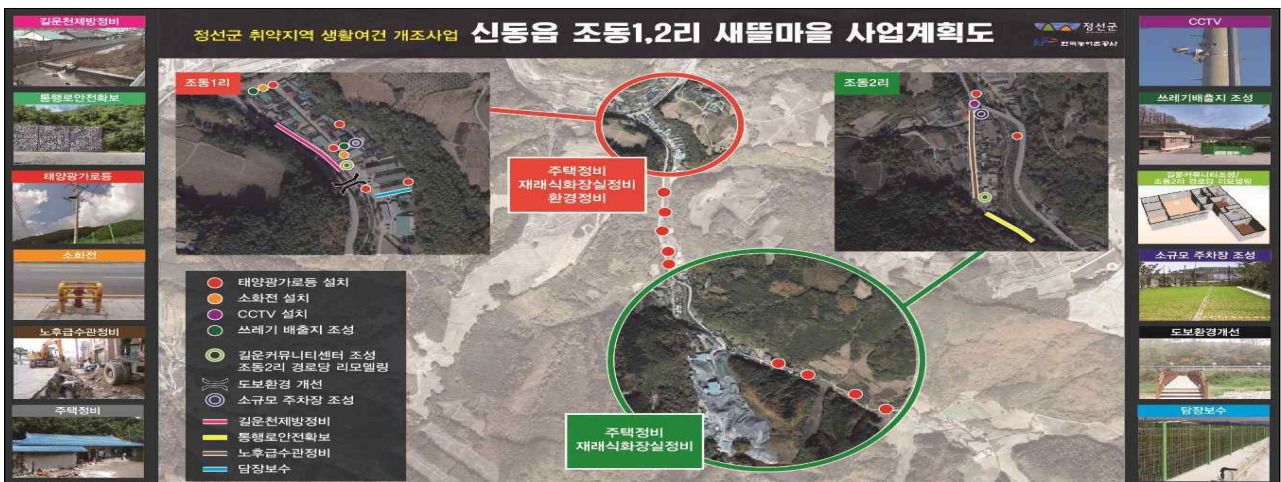 정선군 취약지역 생활여건 개조사업 신동읍 조동1,2리 새뜰마을 사업계획도
정선군
한국농어촌공사
길운천제방정비
통행로안전확보
태양광가로등
소화전
노후급수관정비
주택정비
조동1리
주택정비
재래식화장실정비
환경정비
조동2리
태양광가로등 설치
소화전 설치
CCTV 설치
쓰레기 배출지 조성
길운커뮤니티센터 조성
조동2리 경로당 리모델링
도보환경 개선
소규모 주차장 조성
길운천제방정비
통행로안전확보
노후급수관정비
담장보수
주택정비
재래식화장실정비
CCTV
쓰레기배출지 조성
길운커뮤니티조성/
조동2리 경로당 리모델링
소규모 주차장 조성
도보환경개선
담장보수